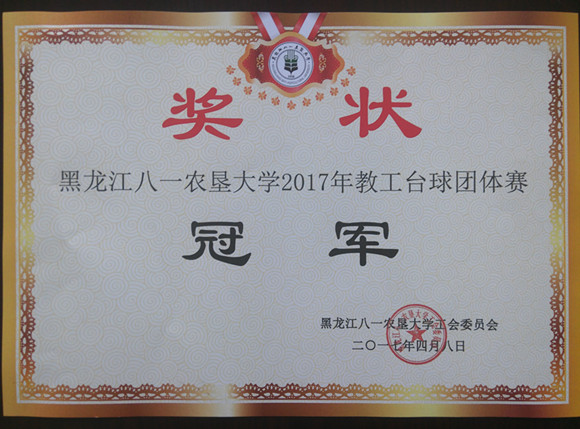 奖状
黑龙江八一农垦大学2017年教工台球团体赛
冠军
黑龙江八一农垦大学工会委员会
二〇一七年四月八日